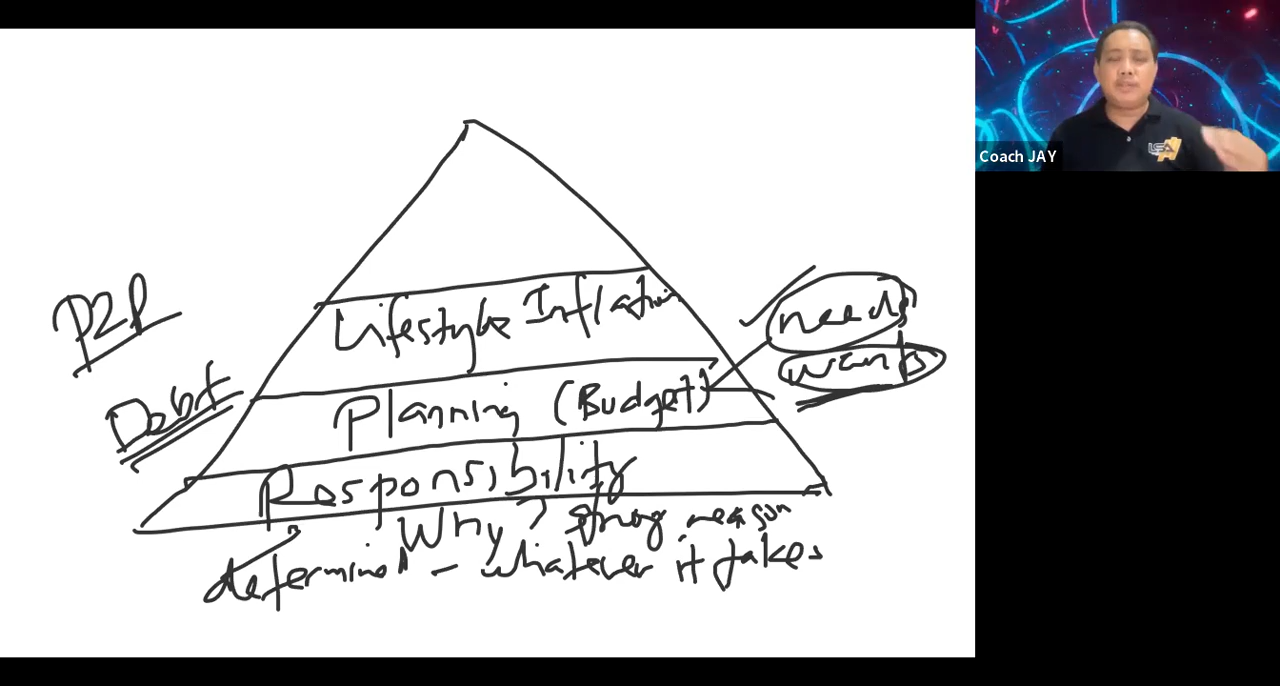 Coach JAY
Lifestyle Inflation
P2P
needs
wants
Planning (Budget)
Debt
Responsibility
Why? strong reason
determined - whatever it takes